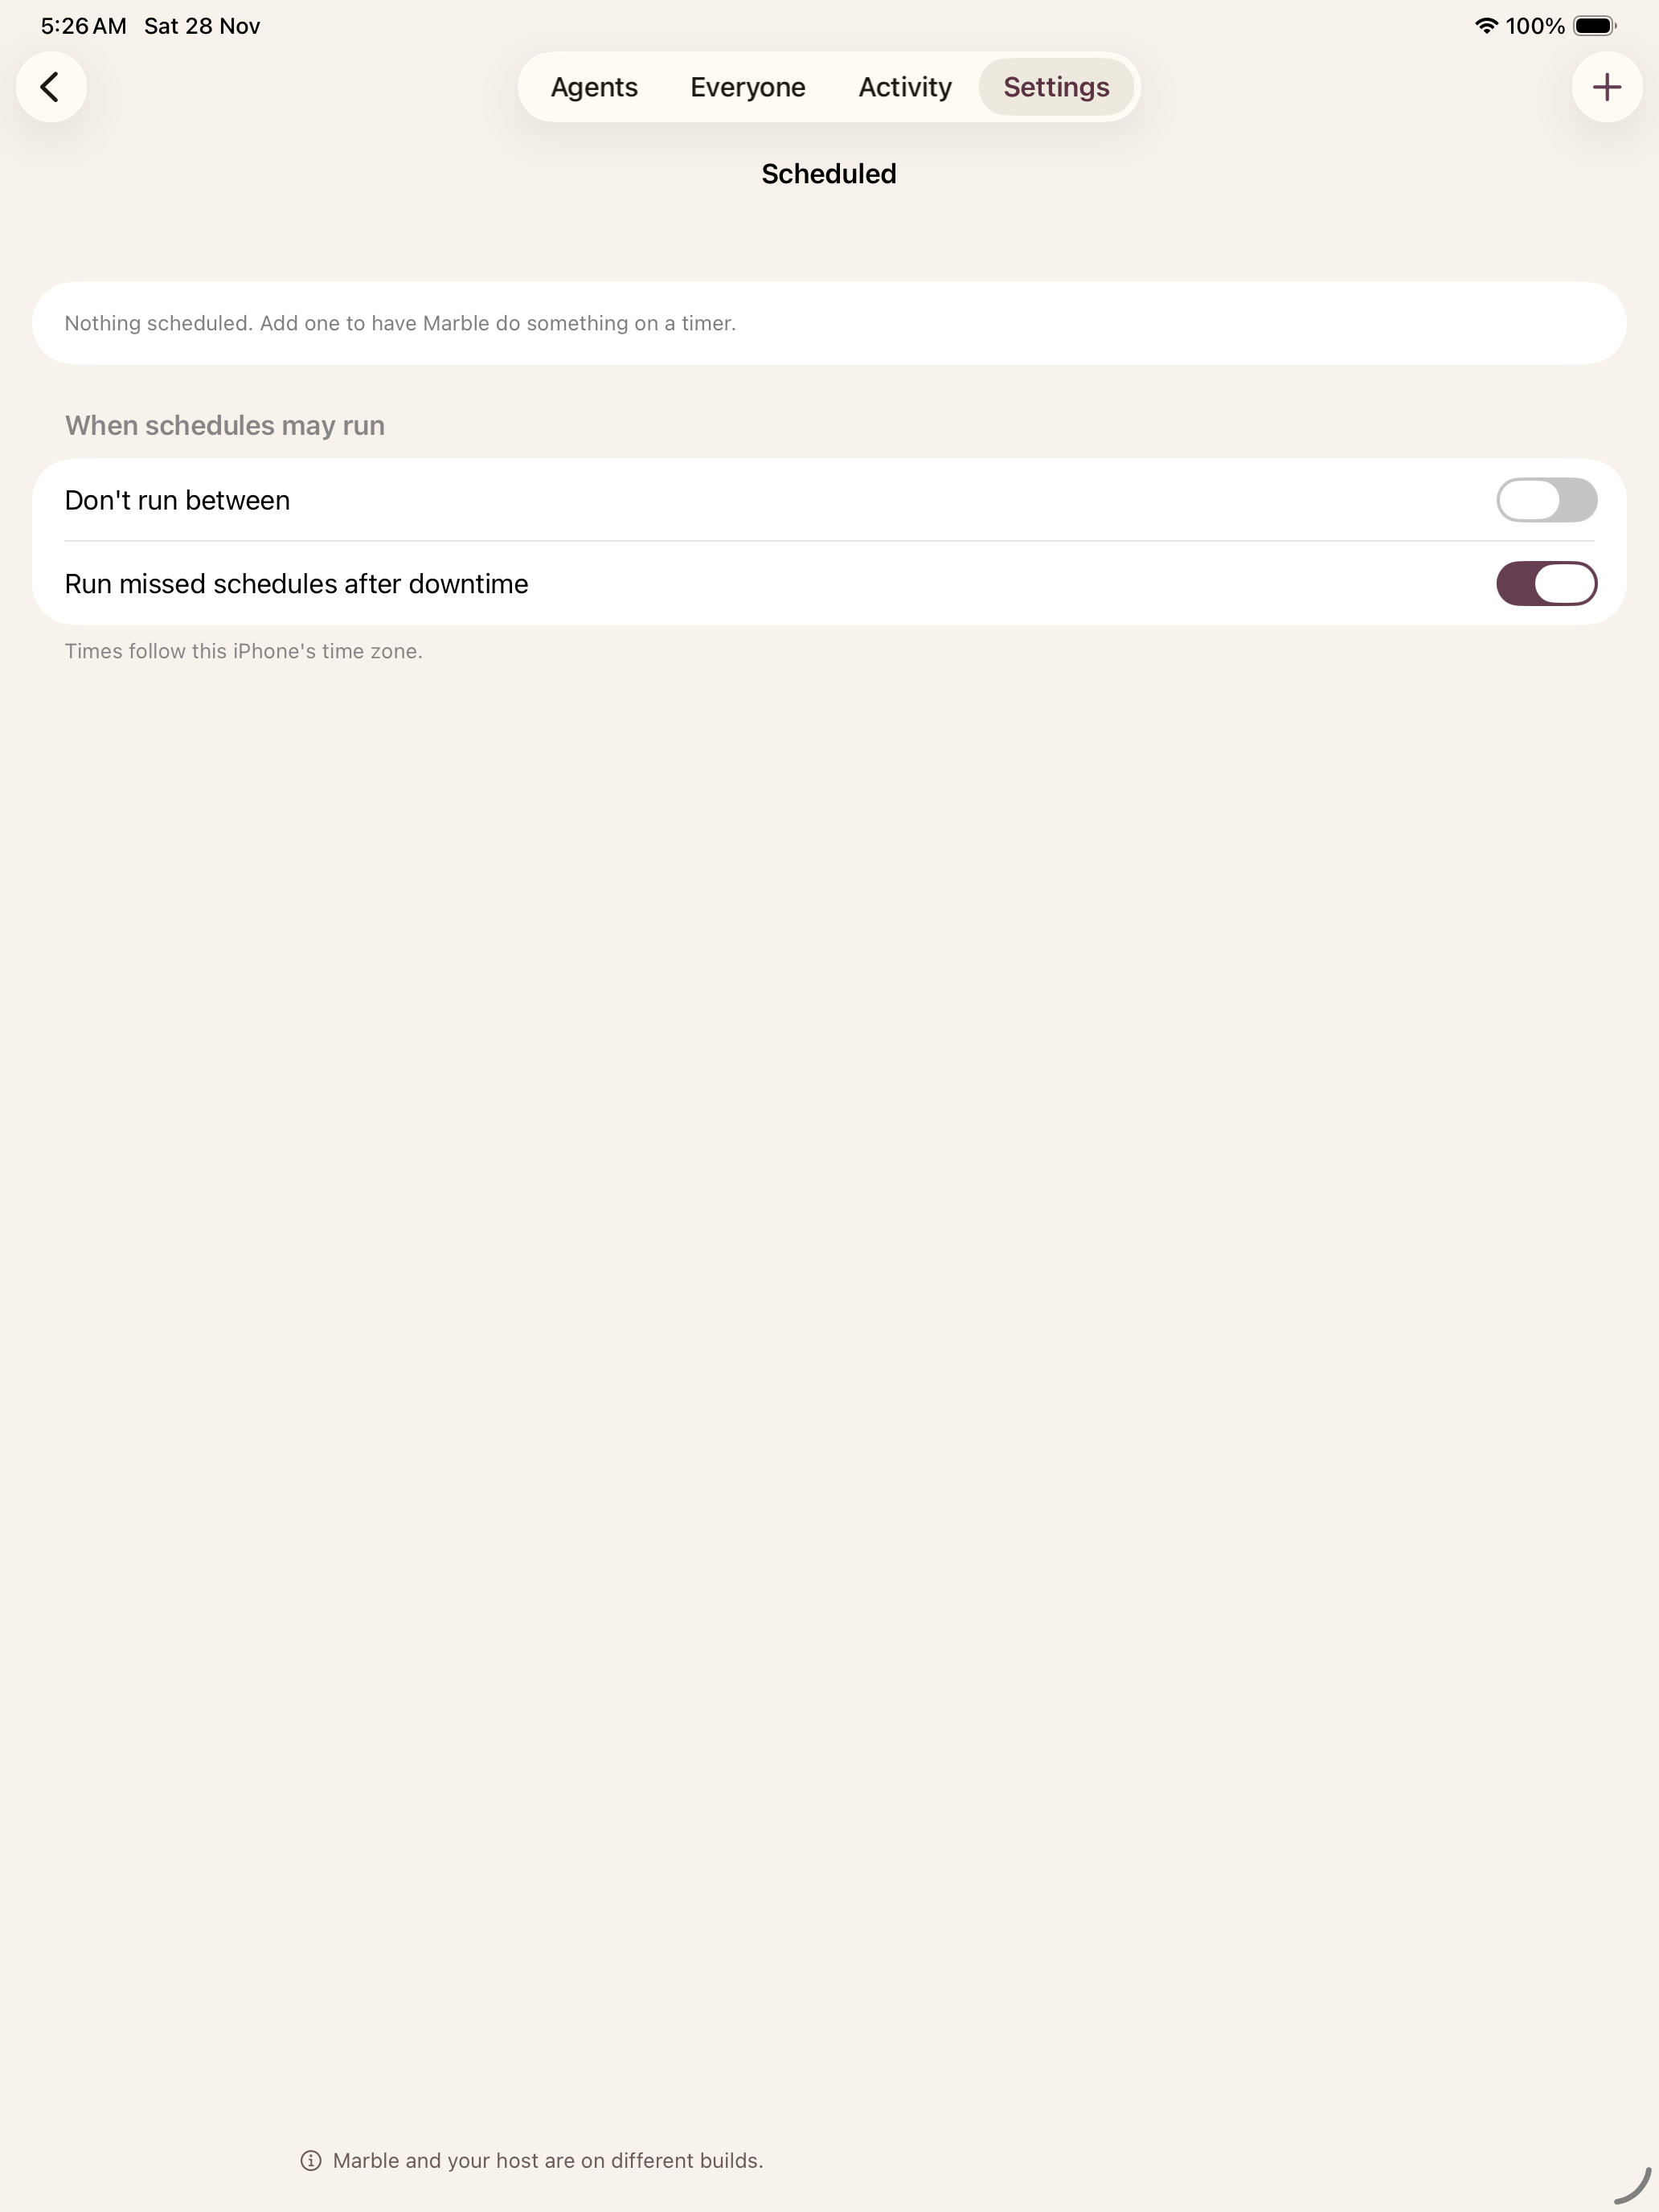 5:26 AM Sat 28 Nov
100%
Agents Everyone Activity Settings
Scheduled
Nothing scheduled. Add one to have Marble do something on a timer.
When schedules may run
Don't run between
Run missed schedules after downtime
Times follow this iPhone's time zone.
Marble and your host are on different builds.